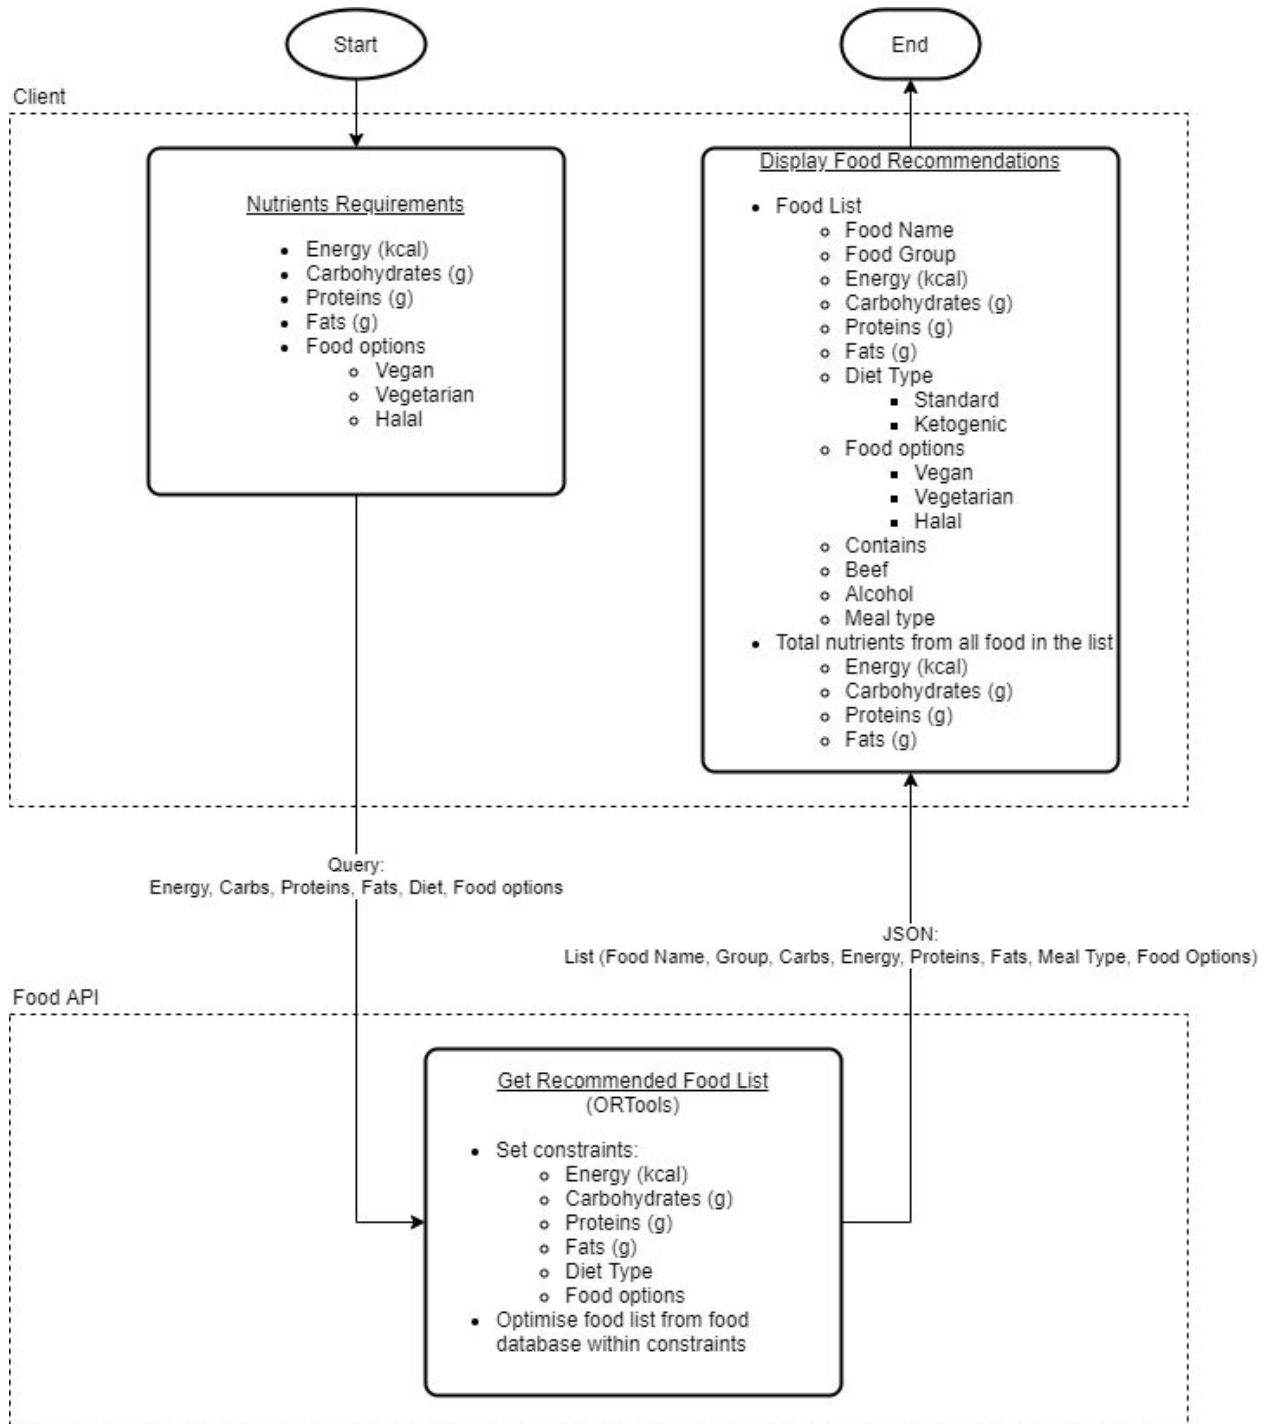 Start
End
Client
Nutrients Requirements
Energy (kcal)
Carbohydrates (g)
Proteins (g)
Fats (g)
Food options
Vegan
Vegetarian
Halal
Display Food Recommendations
Food List
Food Name
Food Group
Energy (kcal)
Carbohydrates (g)
Proteins (g)
Fats (g)
Diet Type
Standard
Ketogenic
Food options
Vegan
Vegetarian
Halal
Contains
Beef
Alcohol
Meal type
Total nutrients from all food in the list
Energy (kcal)
Carbohydrates (g)
Proteins (g)
Fats (g)
Query:
Energy, Carbs, Proteins, Fats, Diet, Food options
JSON:
List (Food Name, Group, Carbs, Energy, Proteins, Fats, Meal Type, Food Options)
Food API
Get Recommended Food List
(ORTools)
Set constraints:
Energy (kcal)
Carbohydrates (g)
Proteins (g)
Fats (g)
Diet Type
Food options
Optimise food list from food
database within constraints